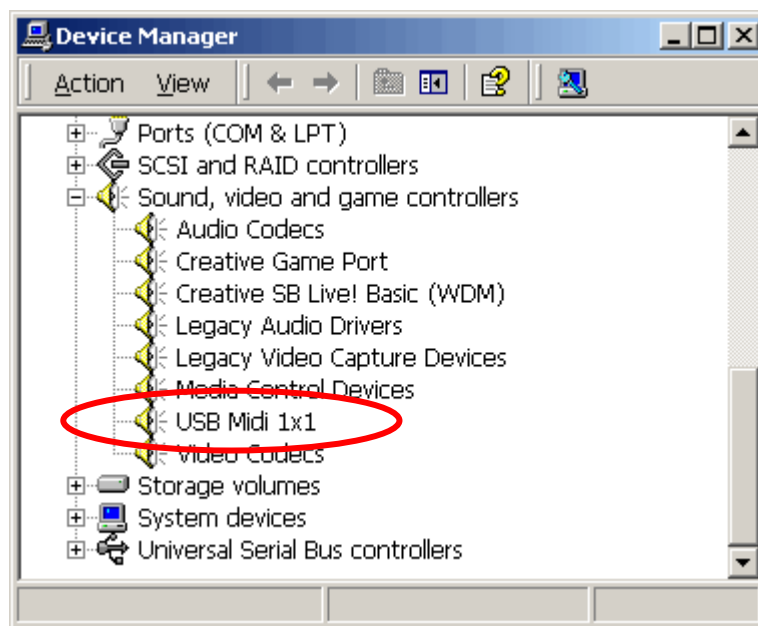 Device Manager
Action View
Ports (COM & LPT)
SCSI and RAID controllers
Sound, video and game controllers
Audio Codecs
Creative Game Port
Creative SB Live! Basic (WDM)
Legacy Audio Drivers
Legacy Video Capture Devices
Media Control Devices
USB Midi 1x1
Video Codecs
Storage volumes
System devices
Universal Serial Bus controllers